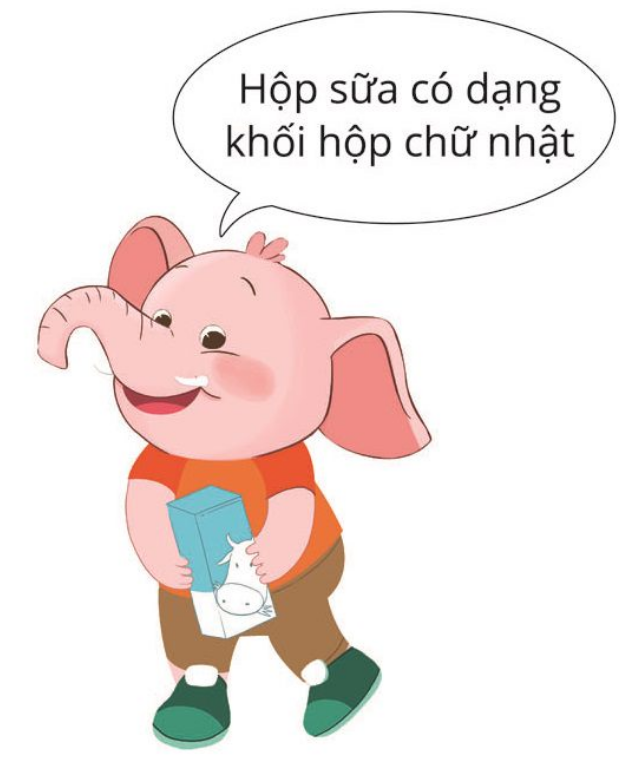 Hộp sữa có dạng
khối hộp chữ nhật